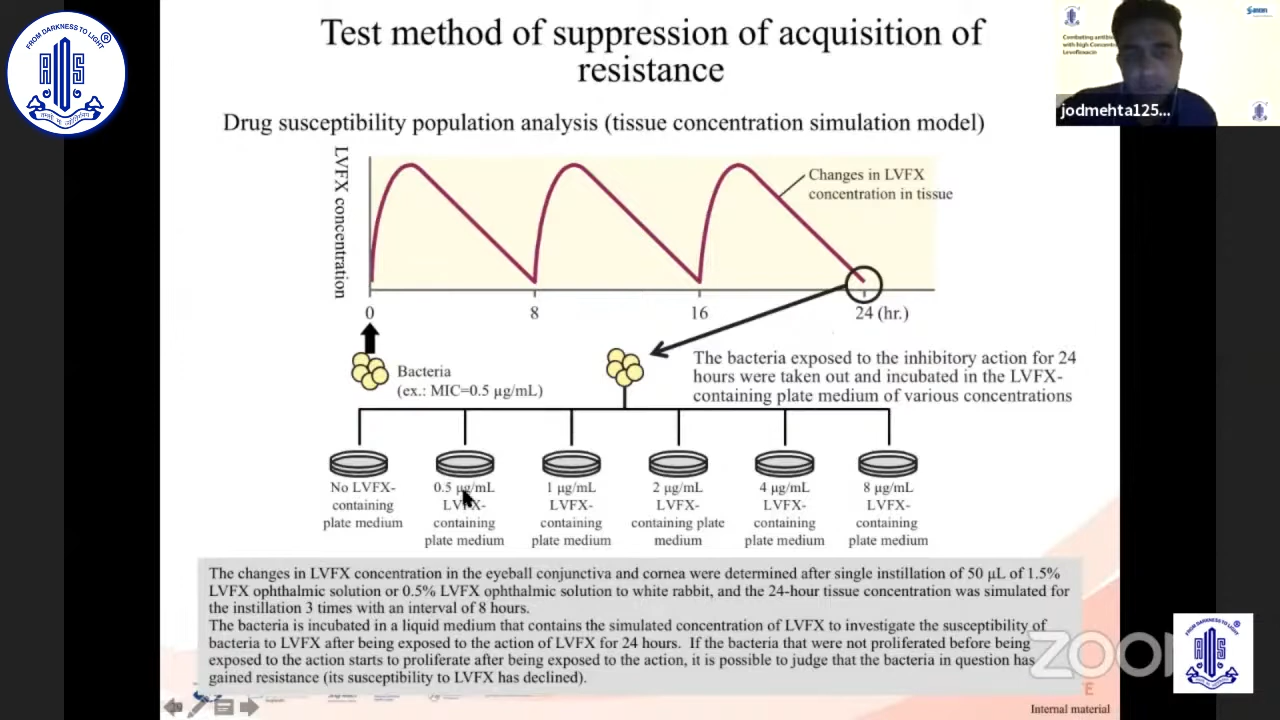 Test method of suppression of acquisition of
resistance
Drug susceptibility population analysis (tissue concentration simulation model)
LVFX concentration
Changes in LVFX
concentration in tissue
0
8
16
24 (hr.)
Bacteria
(ex.: MIC=0.5 µg/mL)
The bacteria exposed to the inhibitory action for 24
hours were taken out and incubated in the LVFX-
containing plate medium of various concentrations
No LVFX-
containing
plate medium
0.5 µg/mL
LVFX-
containing
plate medium
1 µg/mL
LVFX-
containing
plate medium
2 µg/mL
LVFX-
containing plate
medium
4 µg/mL
LVFX-
containing
plate medium
8 µg/mL
LVFX-
containing
plate medium
The changes in LVFX concentration in the eyeball conjunctiva and cornea were determined after single instillation of 50 µL of 1.5%
LVFX ophthalmic solution or 0.5% LVFX ophthalmic solution to white rabbit, and the 24-hour tissue concentration was simulated for
the instillation 3 times with an interval of 8 hours.
The bacteria is incubated in a liquid medium that contains the simulated concentration of LVFX to investigate the susceptibility of
bacteria to LVFX after being exposed to the action of LVFX for 24 hours. If the bacteria that were not proliferated before being
exposed to the action starts to proliferate after being exposed to the action, it is possible to judge that the bacteria in question has
gained resistance (its susceptibility to LVFX has declined).
Internal material
zoom
jodmehta125...
FROM DARKNESS TO LIGHT
AIOS